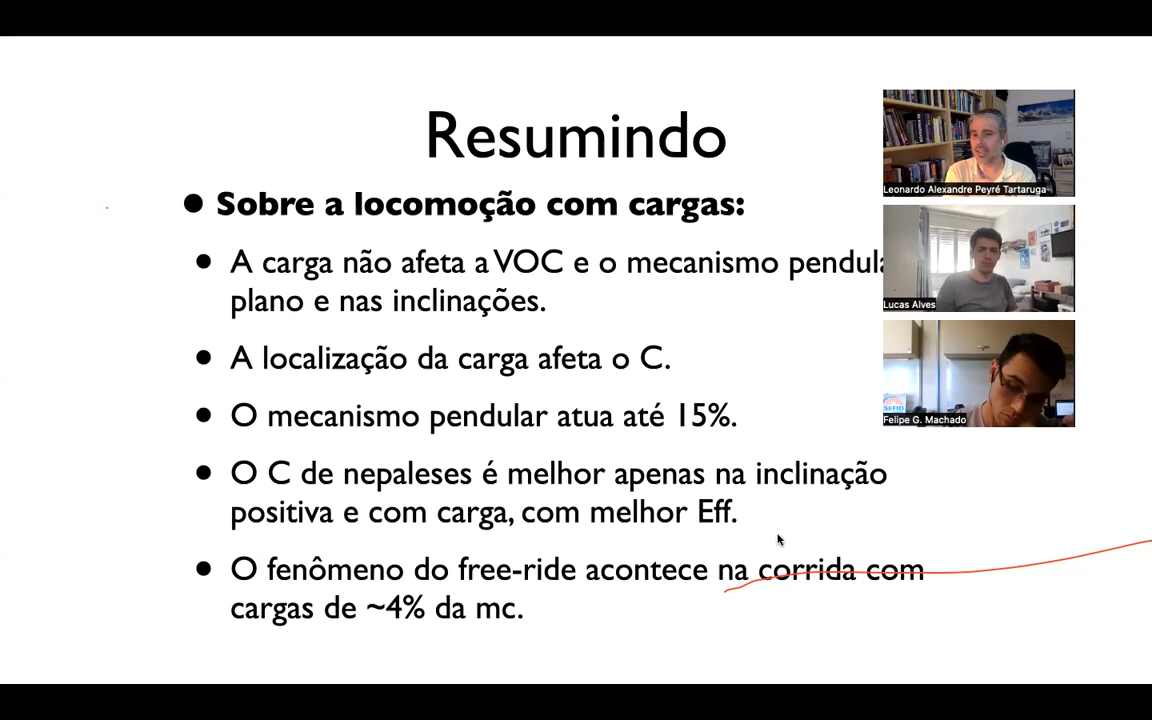 Resumindo
Sobre a locomoção com cargas:
A carga não afeta a VOC e o mecanismo
plano e nas inclinações.
A localização da carga afeta o C.
O mecanismo pendular atua até 15%.
O C de nepaleses é melhor apenas na inclinação
positiva e com carga, com melhor Eff.
O fenômeno do free-ride acontece na corrida com
cargas de ~4% da mc.
Leonardo Alexandre Peyré Tartaruga
Lucas Alves
SEFID
Felipe G. Machado